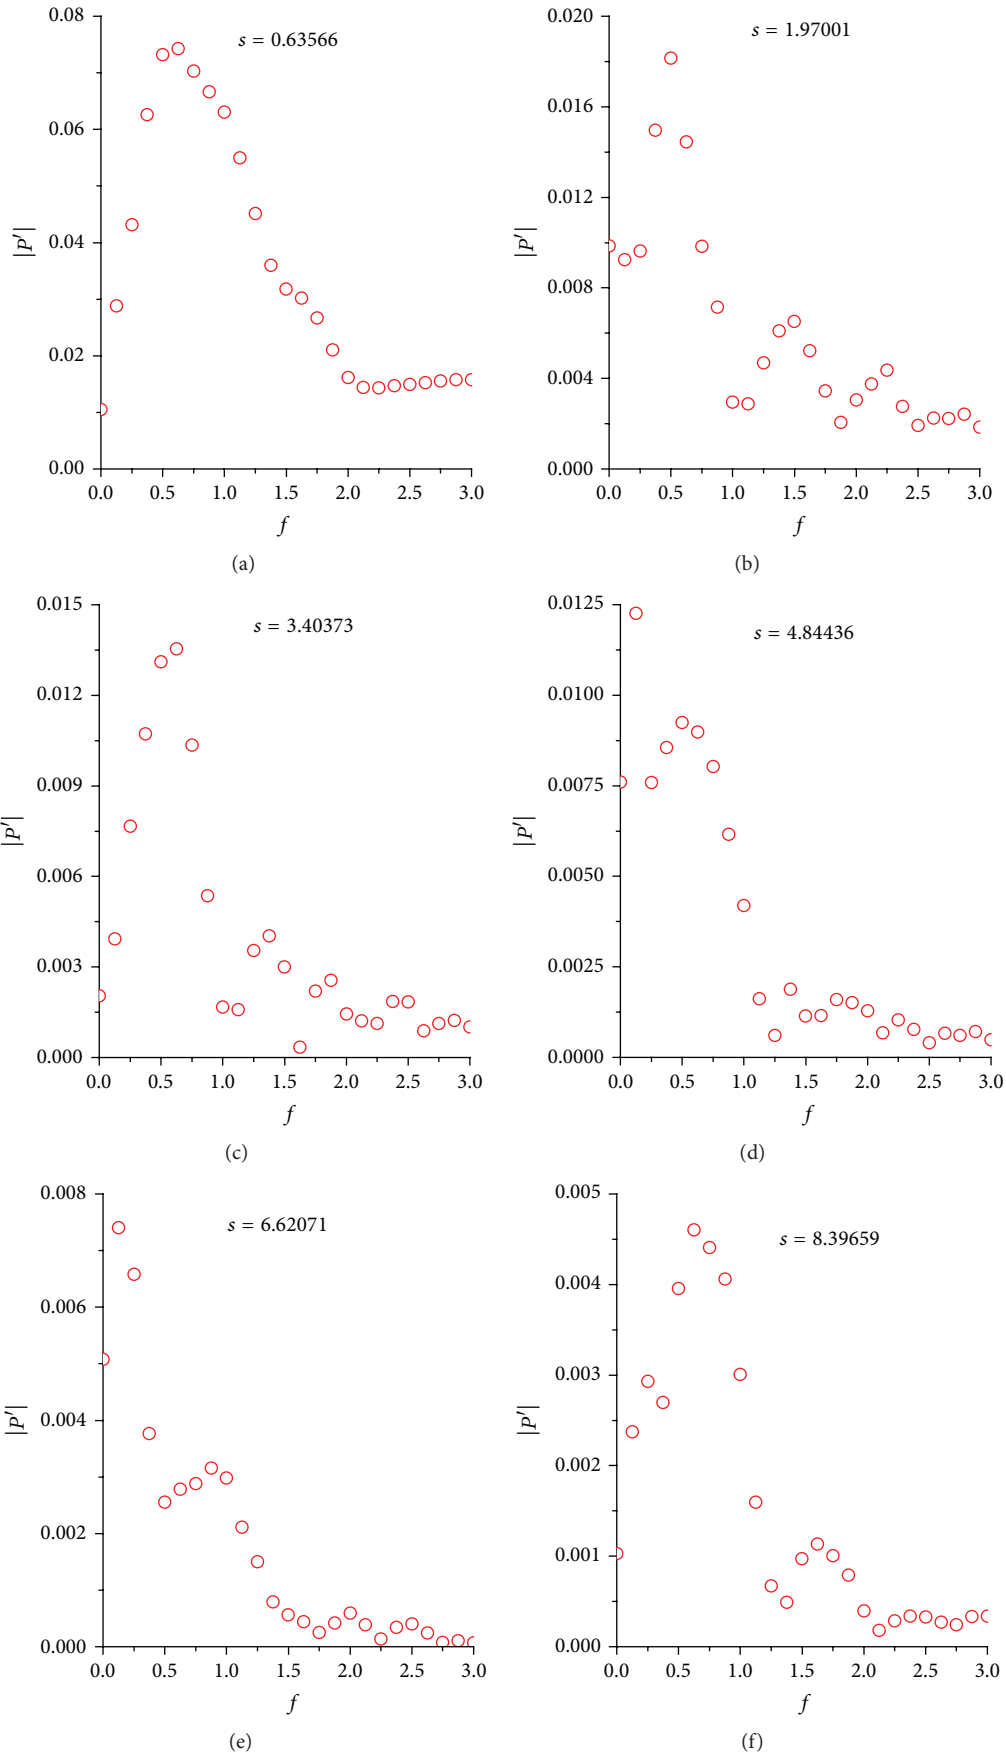 s = 0.63566
|P′|
0.08
0.06
0.04
0.02
0.00
0.0 0.5 1.0 1.5 2.0 2.5 3.0
f
(a)
s = 1.97001
|P′|
0.020
0.016
0.012
0.008
0.004
0.000
0.0 0.5 1.0 1.5 2.0 2.5 3.0
f
(b)
s = 3.40373
|P′|
0.015
0.012
0.009
0.006
0.003
0.000
0.0 0.5 1.0 1.5 2.0 2.5 3.0
f
(c)
s = 4.84436
|P′|
0.0125
0.0100
0.0075
0.0050
0.0025
0.0000
0.0 0.5 1.0 1.5 2.0 2.5 3.0
f
(d)
s = 6.62071
|P′|
0.008
0.006
0.004
0.002
0.000
0.0 0.5 1.0 1.5 2.0 2.5 3.0
f
(e)
s = 8.39659
|P′|
0.005
0.004
0.003
0.002
0.001
0.000
0.0 0.5 1.0 1.5 2.0 2.5 3.0
f
(f)